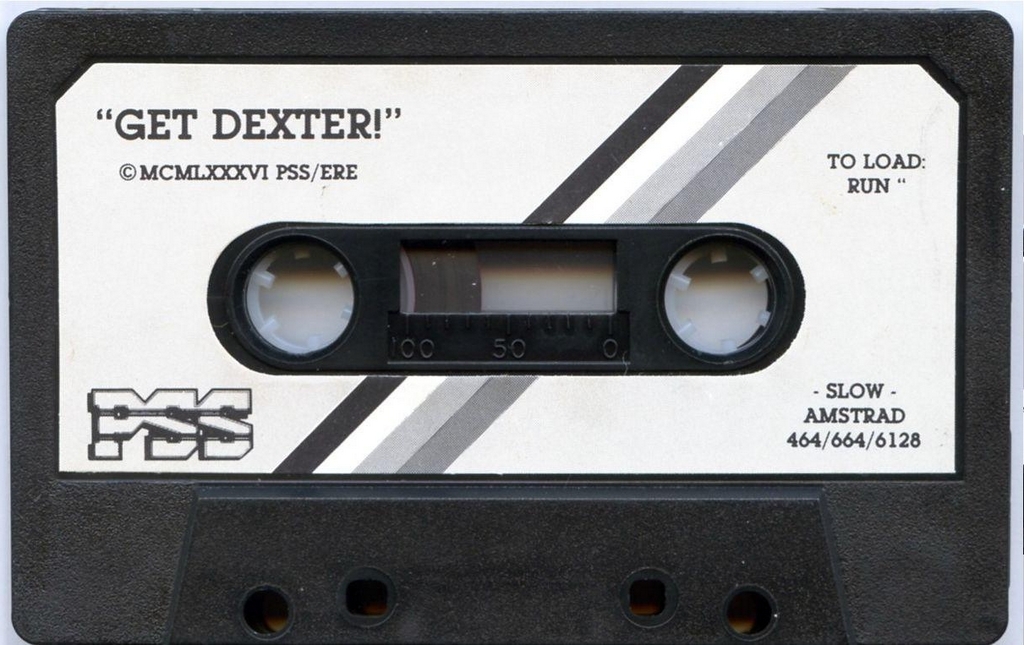 “GET DEXTER!”
©MCMLXXXVI PSS/ERE
TO LOAD:
RUN “
100 50 0
PSS
- SLOW -
AMSTRAD
464/664/6128